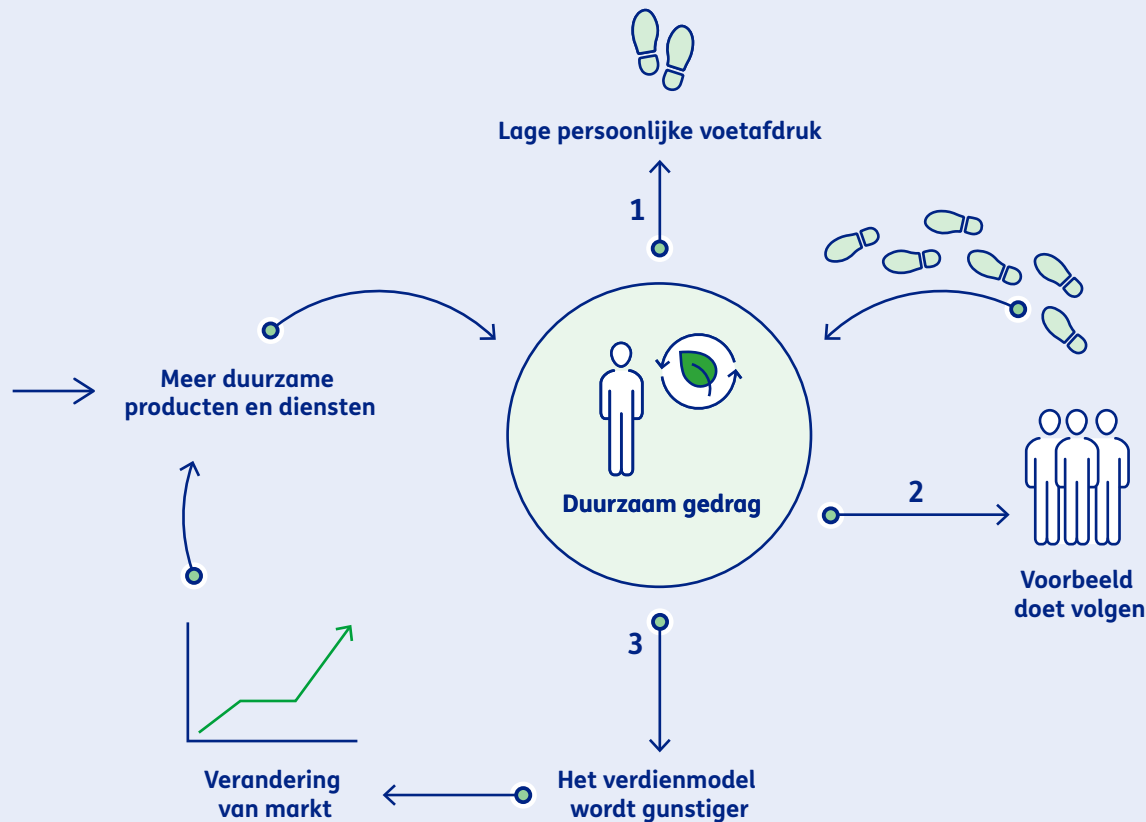 Lage persoonlijke voetafdruk
1
Meer duurzame
producten en diensten
Duurzaam gedrag
2
Voorbeeld
doet volgen
3
Het verdienmodel
wordt gunstiger
Verandering
van markt